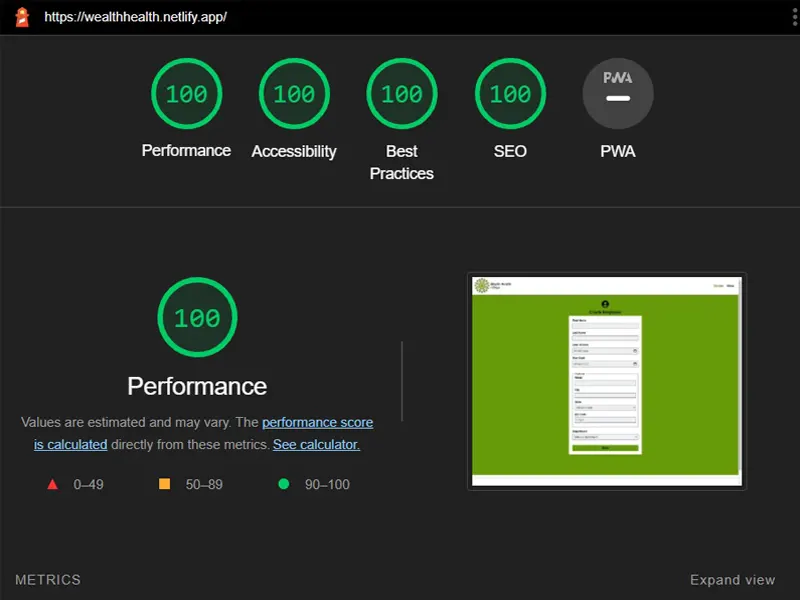 https://wealthhealth.netlify.app/
100 100 100 100 PWA
Performance Accessibility Best Practices SEO PWA
100
Performance
Values are estimated and may vary. The performance score
is calculated directly from these metrics. See calculator.
0–49 50–89 90–100
METRICS Expand view